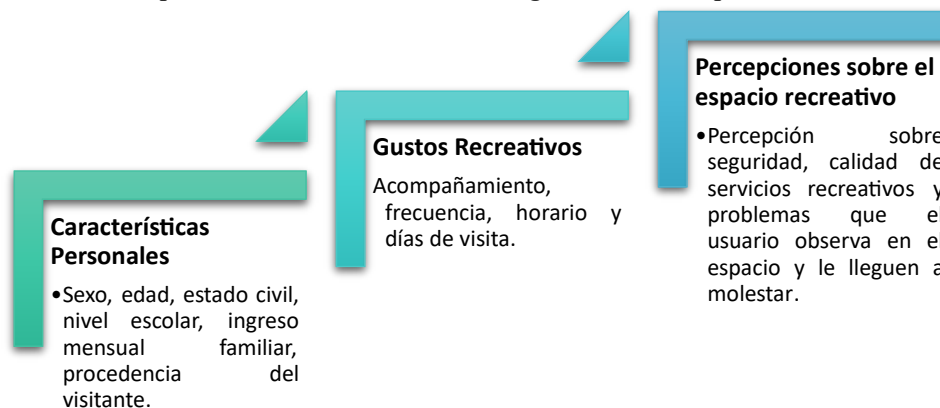 Características
Personales
•Sexo, edad, estado civil,
nivel escolar, ingreso
mensual familiar,
procedencia del
visitante.
Gustos Recreativos
Acompañamiento,
frecuencia, horario y
días de visita.
Percepciones sobre el
espacio recreativo
•Percepción sobre
seguridad, calidad de
servicios recreativos y
problemas que el
usuario observa en el
espacio y le lleguen a
molestar.